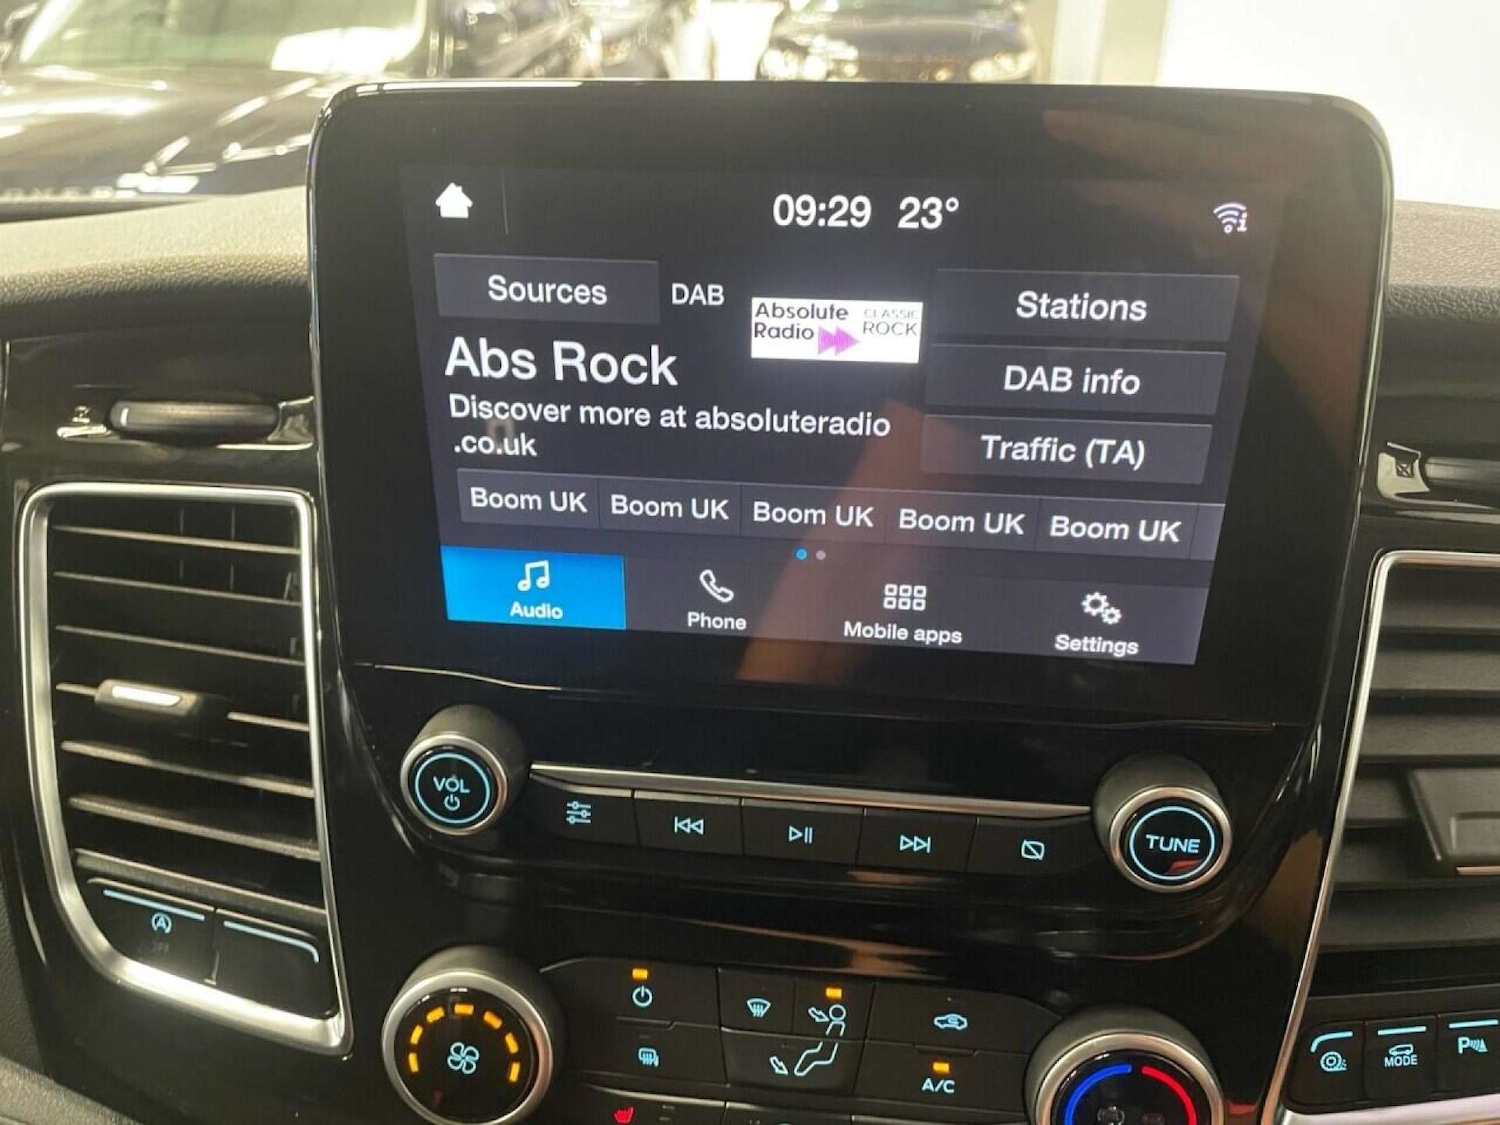 09:29 23°
Sources
DAB
Absolute
Radio
CLASSIC
ROCK
Stations
Abs Rock
DAB info
Discover more at absoluteradio
.co.uk
Traffic (TA)
Boom UK Boom UK Boom UK Boom UK Boom UK
Audio
Phone
Mobile apps
Settings
VOL
TUNE
A
A/C
MODE
P